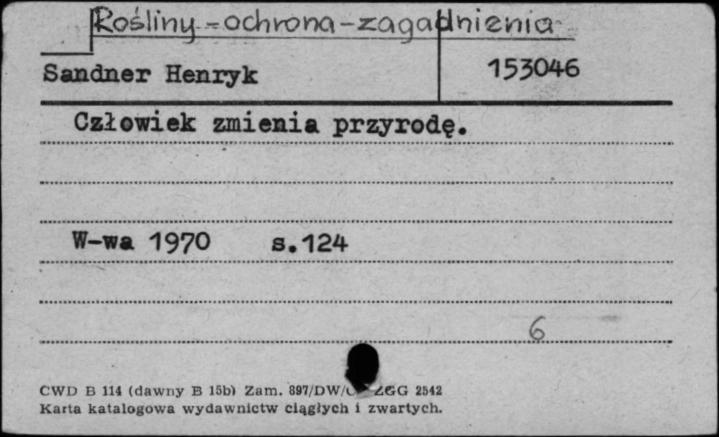 Rośliny-ochrona-zagadnienia
Sandner Henryk 153046
Człowiek zmienia przyrodę.
W-wa 1970 s.124
6
CWD B 114 (dawny B 15b) Zam. 897/DW/ ZGG 2542
Karta katalogowa wydawnictw ciągłych i zwartych.